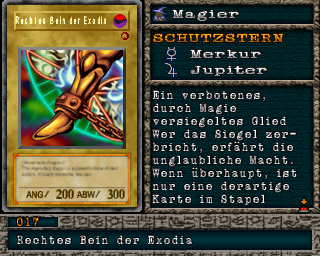 Rechtes Bein der Exodia
ANG/ 200 ABW/ 300
Magier
SCHUTZSTERN
Merkur
Jupiter
Ein verbotenes,
durch Magie
versiegeltes Glied
Wer das Siegel zer-
bricht, erfährt die
unglaubliche Macht.
Wenn überhaupt, ist
nur eine derartige
Karte im Stapel
017
Rechtes Bein der Exodia